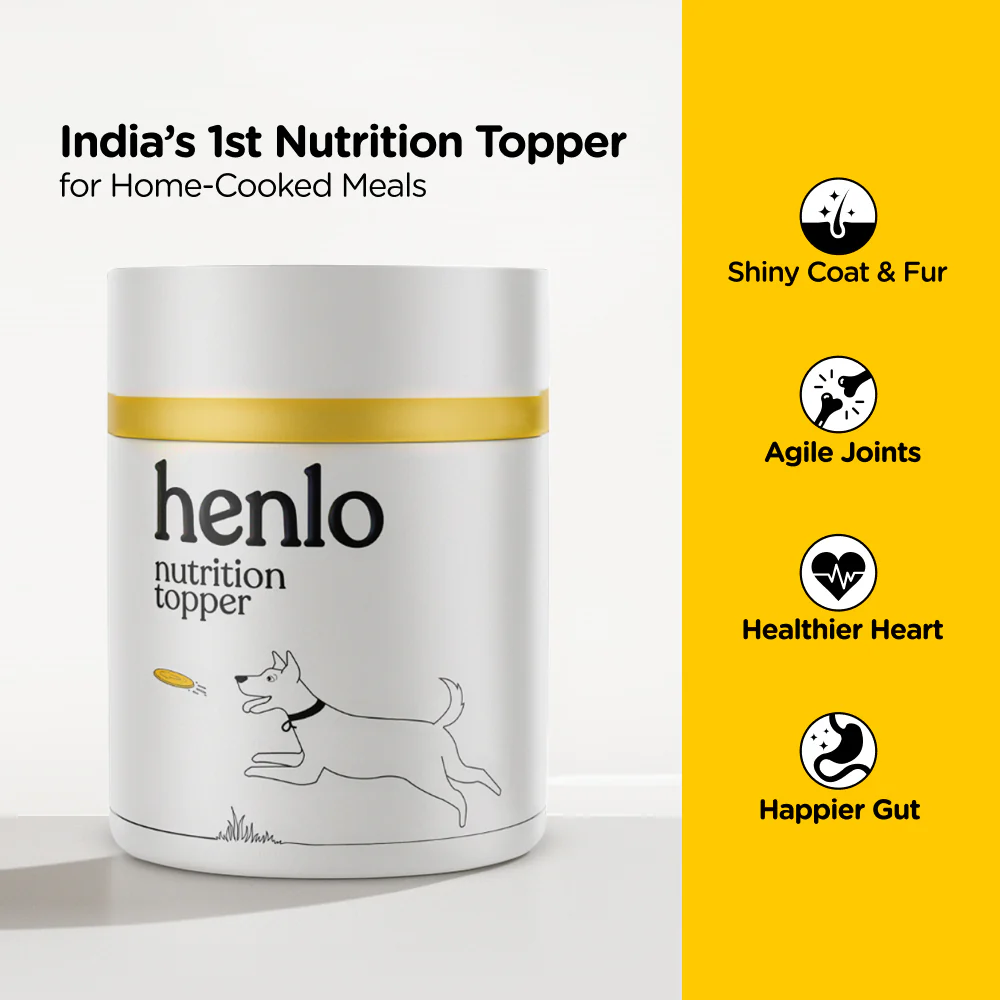 India's 1st Nutrition Topper
for Home-Cooked Meals
henlo
nutrition
topper
Shiny Coat & Fur
Agile Joints
Healthier Heart
Happier Gut